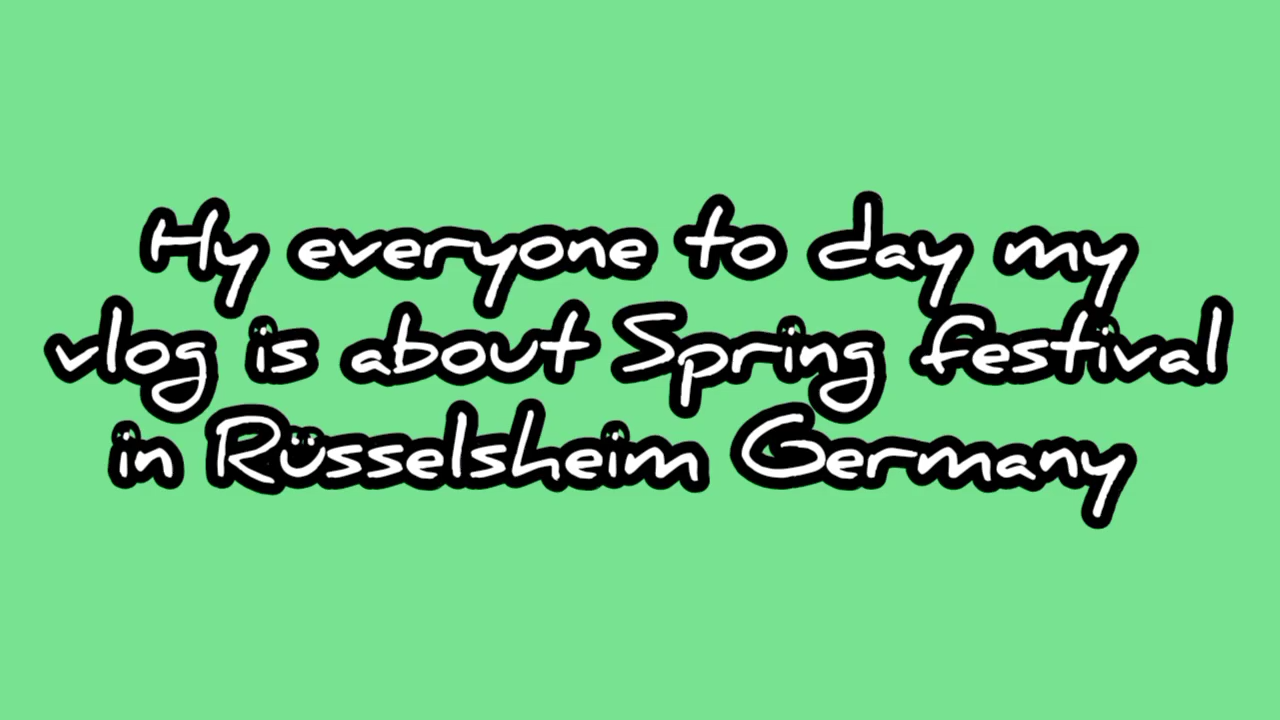 Hy everyone to day my
vlog is about Spring festival
in Rüsselsheim Germany